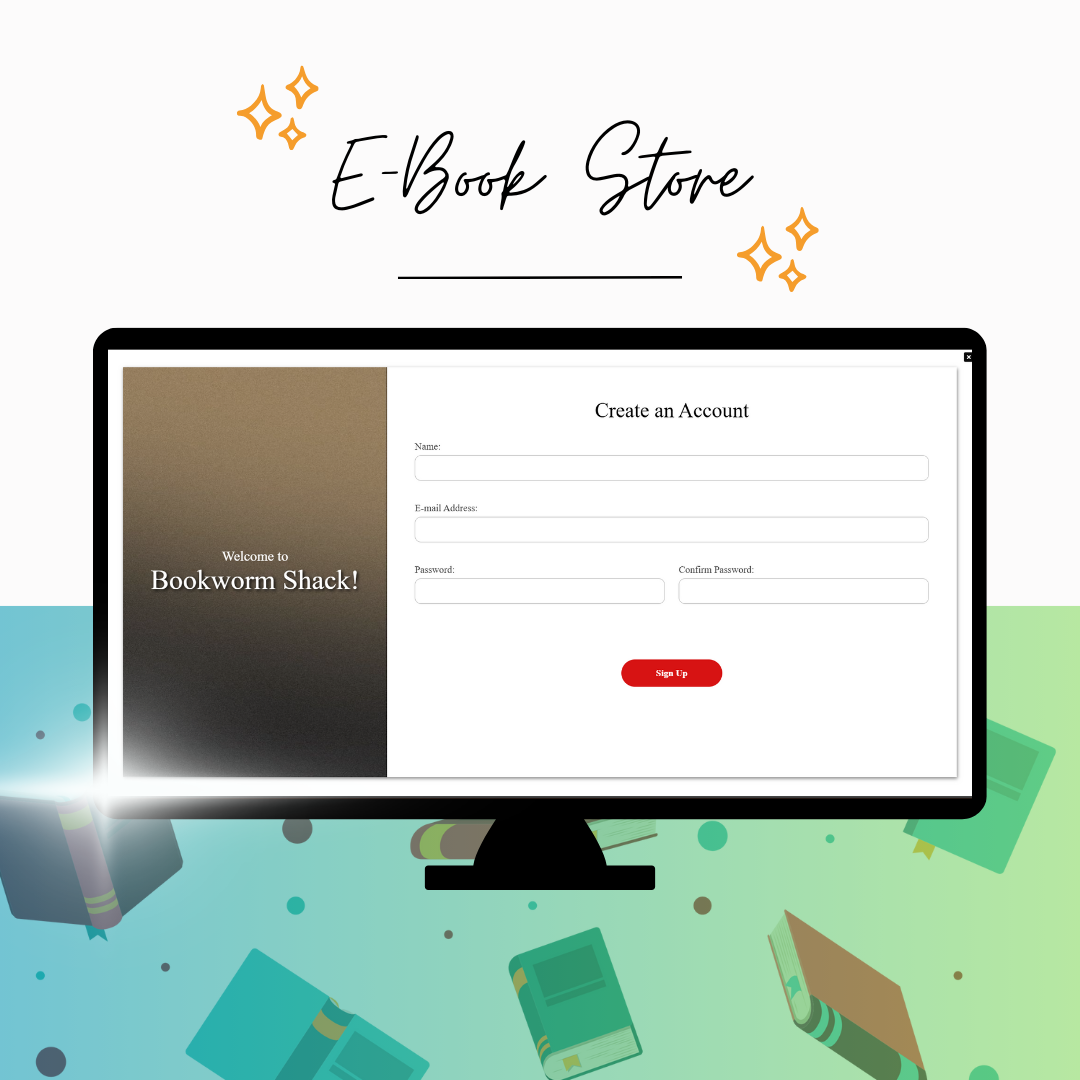 E-Book Store
Welcome to
Bookworm Shack!
Create an Account
Name:
E-mail Address:
Password:
Confirm Password:
Sign Up